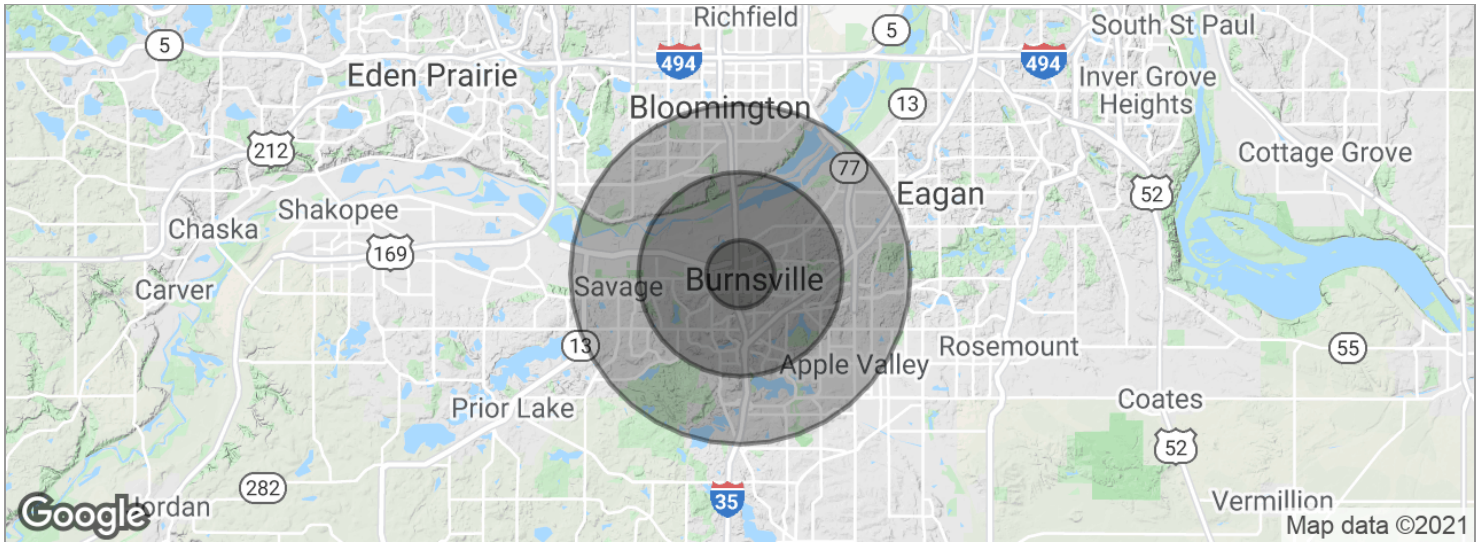 Richfield
South St Paul
5
5
494
494
Eden Prairie
Inver Grove
Heights
Bloomington
13
212
77
Cottage Grove
52
Eagan
Shakopee
Chaska
169
Burnsville
Savage
Carver
13
Rosemount
55
Apple Valley
Prior Lake
Coates
52
282
35
Vermillion
Jordan
Google
Map data ©2021